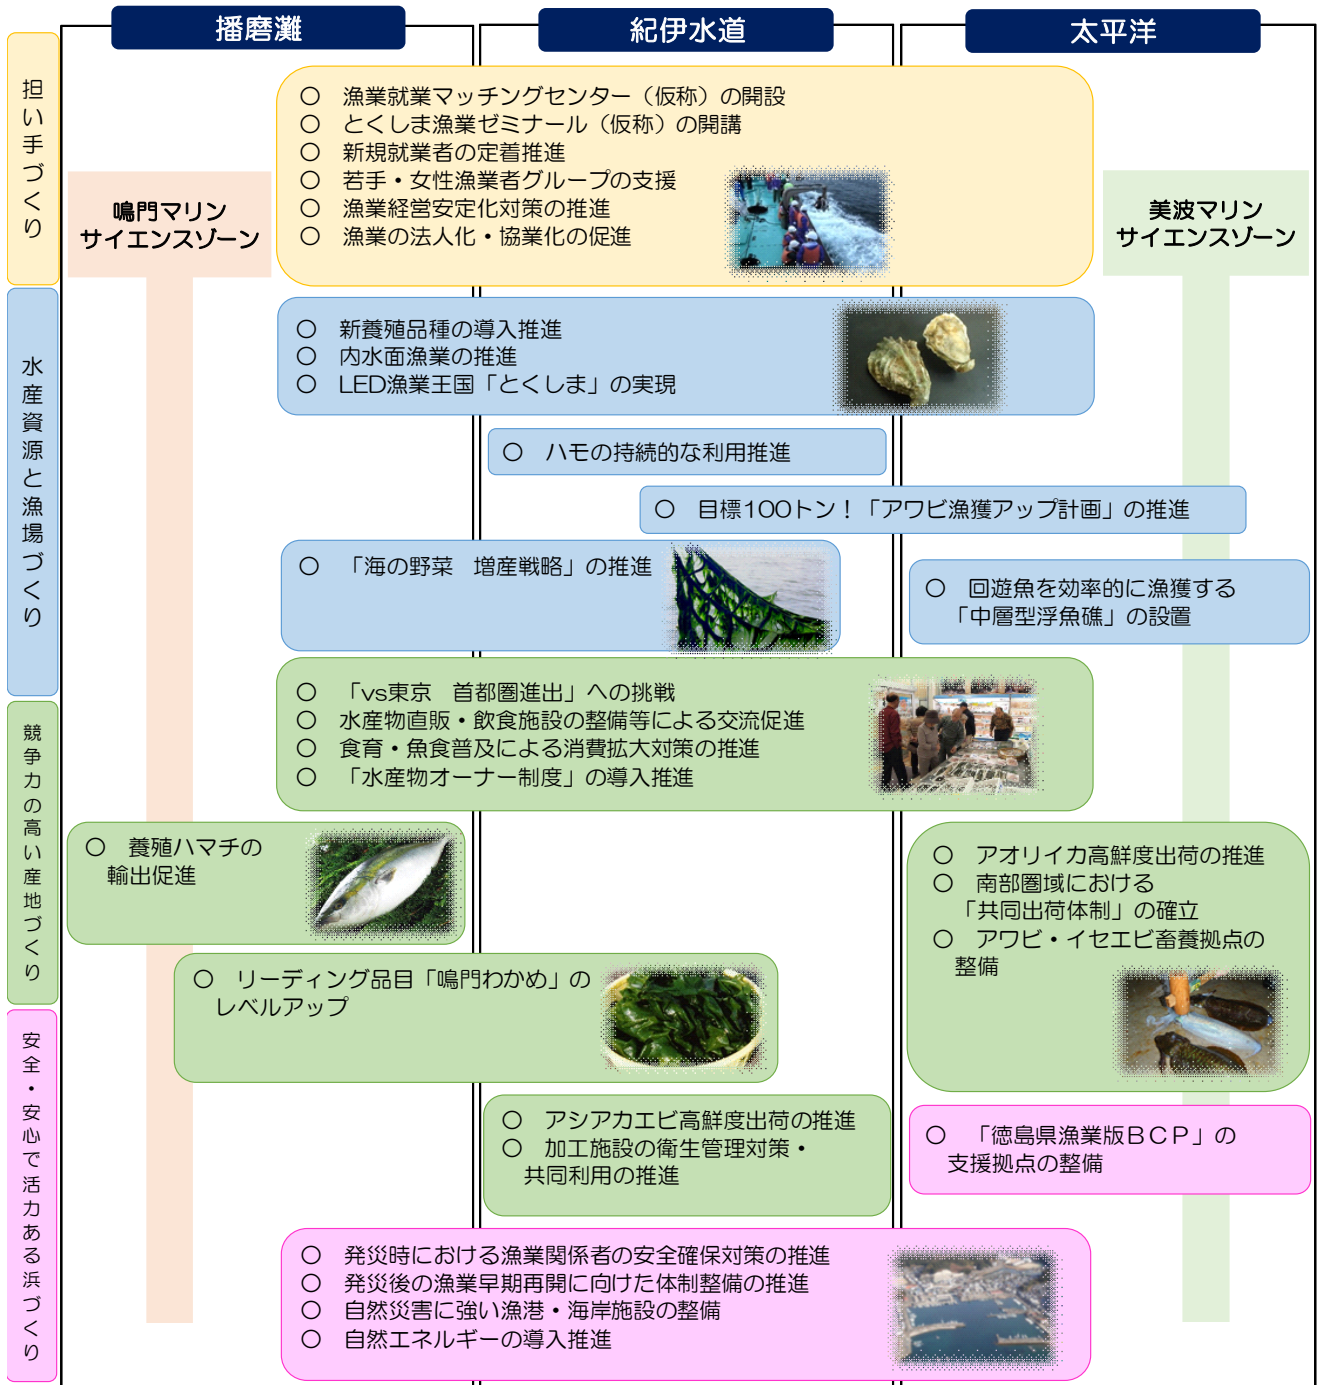 播磨灘
紀伊水道
太平洋
担い手づくり
○　漁業就業マッチングセンター（仮称）の開設
○　とくしま漁業ゼミナール（仮称）の開講
○　新規就業者の定着推進
○　若手・女性漁業者グループの支援
○　漁業経営安定化対策の推進
○　漁業の法人化・協業化の促進
鳴門マリン
サイエンスゾーン
美波マリン
サイエンスゾーン
水産資源と漁場づくり
○　新養殖品種の導入推進
○　内水面漁業の推進
○　LED漁業王国「とくしま」の実現
○　ハモの持続的な利用推進
○　目標100トン！「アワビ漁獲アップ計画」の推進
○　「海の野菜　増産戦略」の推進
○　回遊魚を効率的に漁獲する
「中層型浮魚礁」の設置
競争力の高い産地づくり
○　「vs東京　首都圏進出」への挑戦
○　水産物直販・飲食施設の整備等による交流促進
○　食育・魚食普及による消費拡大対策の推進
○　「水産物オーナー制度」の導入推進
○　養殖ハマチの
輸出促進
○　アオリイカ高鮮度出荷の推進
○　南部圏域における
「共同出荷体制」の確立
○　アワビ・イセエビ畜養拠点の
整備
○　リーディング品目「鳴門わかめ」の
レベルアップ
○　アシアカエビ高鮮度出荷の推進
○　加工施設の衛生管理対策・
共同利用の推進
安全・安心で活力ある浜づくり
○　「徳島県漁業版ＢＣＰ」の
支援拠点の整備
○　発災時における漁業関係者の安全確保対策の推進
○　発災後の漁業早期再開に向けた体制整備の推進
○　自然災害に強い漁港・海岸施設の整備
○　自然エネルギーの導入推進